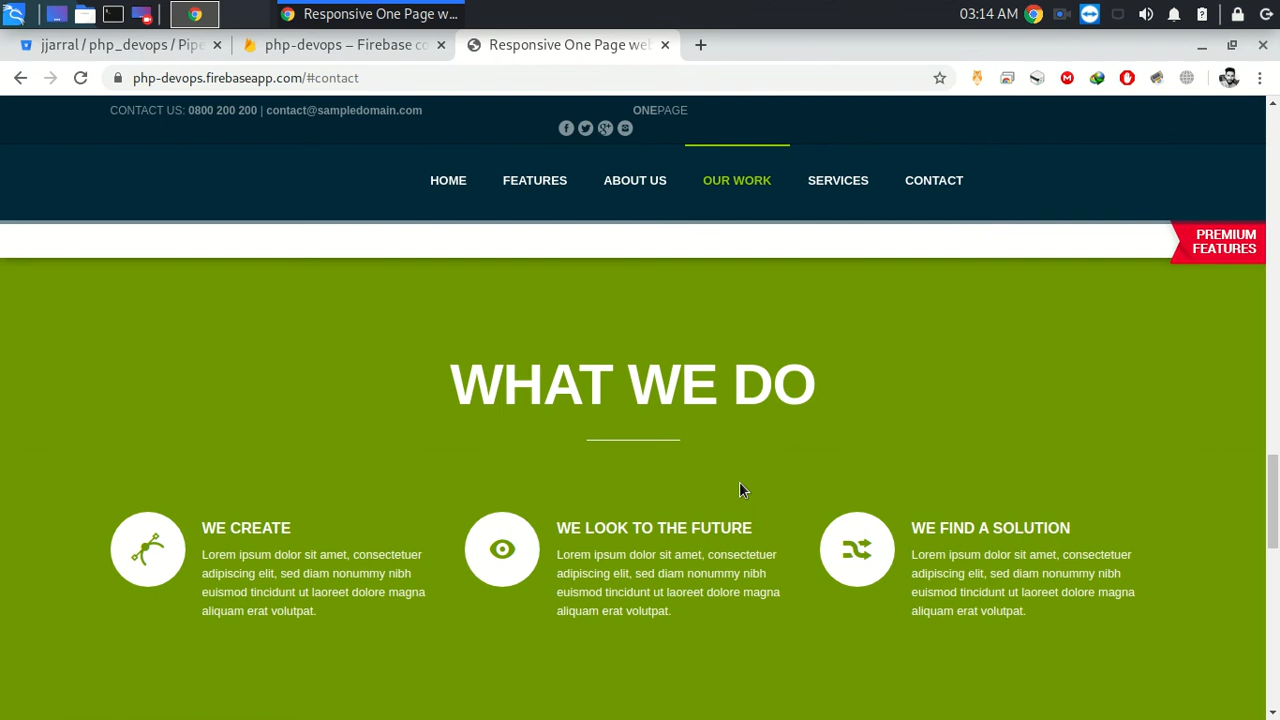 Responsive One Page w...
03:14 AM
jjarral / php_devops / Pipe
php-devops – Firebase co
Responsive One Page web
php-devops.firebaseapp.com/#contact
CONTACT US: 0800 200 200 | contact@sampledomain.com
ONEPAGE
HOME FEATURES ABOUT US OUR WORK SERVICES CONTACT
PREMIUM
FEATURES
WHAT WE DO
WE CREATE
Lorem ipsum dolor sit amet, consectetuer
adipiscing elit, sed diam nonummy nibh
euismod tincidunt ut laoreet dolore magna
aliquam erat volutpat.
WE LOOK TO THE FUTURE
Lorem ipsum dolor sit amet, consectetuer
adipiscing elit, sed diam nonummy nibh
euismod tincidunt ut laoreet dolore magna
aliquam erat volutpat.
WE FIND A SOLUTION
Lorem ipsum dolor sit amet, consectetuer
adipiscing elit, sed diam nonummy nibh
euismod tincidunt ut laoreet dolore magna
aliquam erat volutpat.